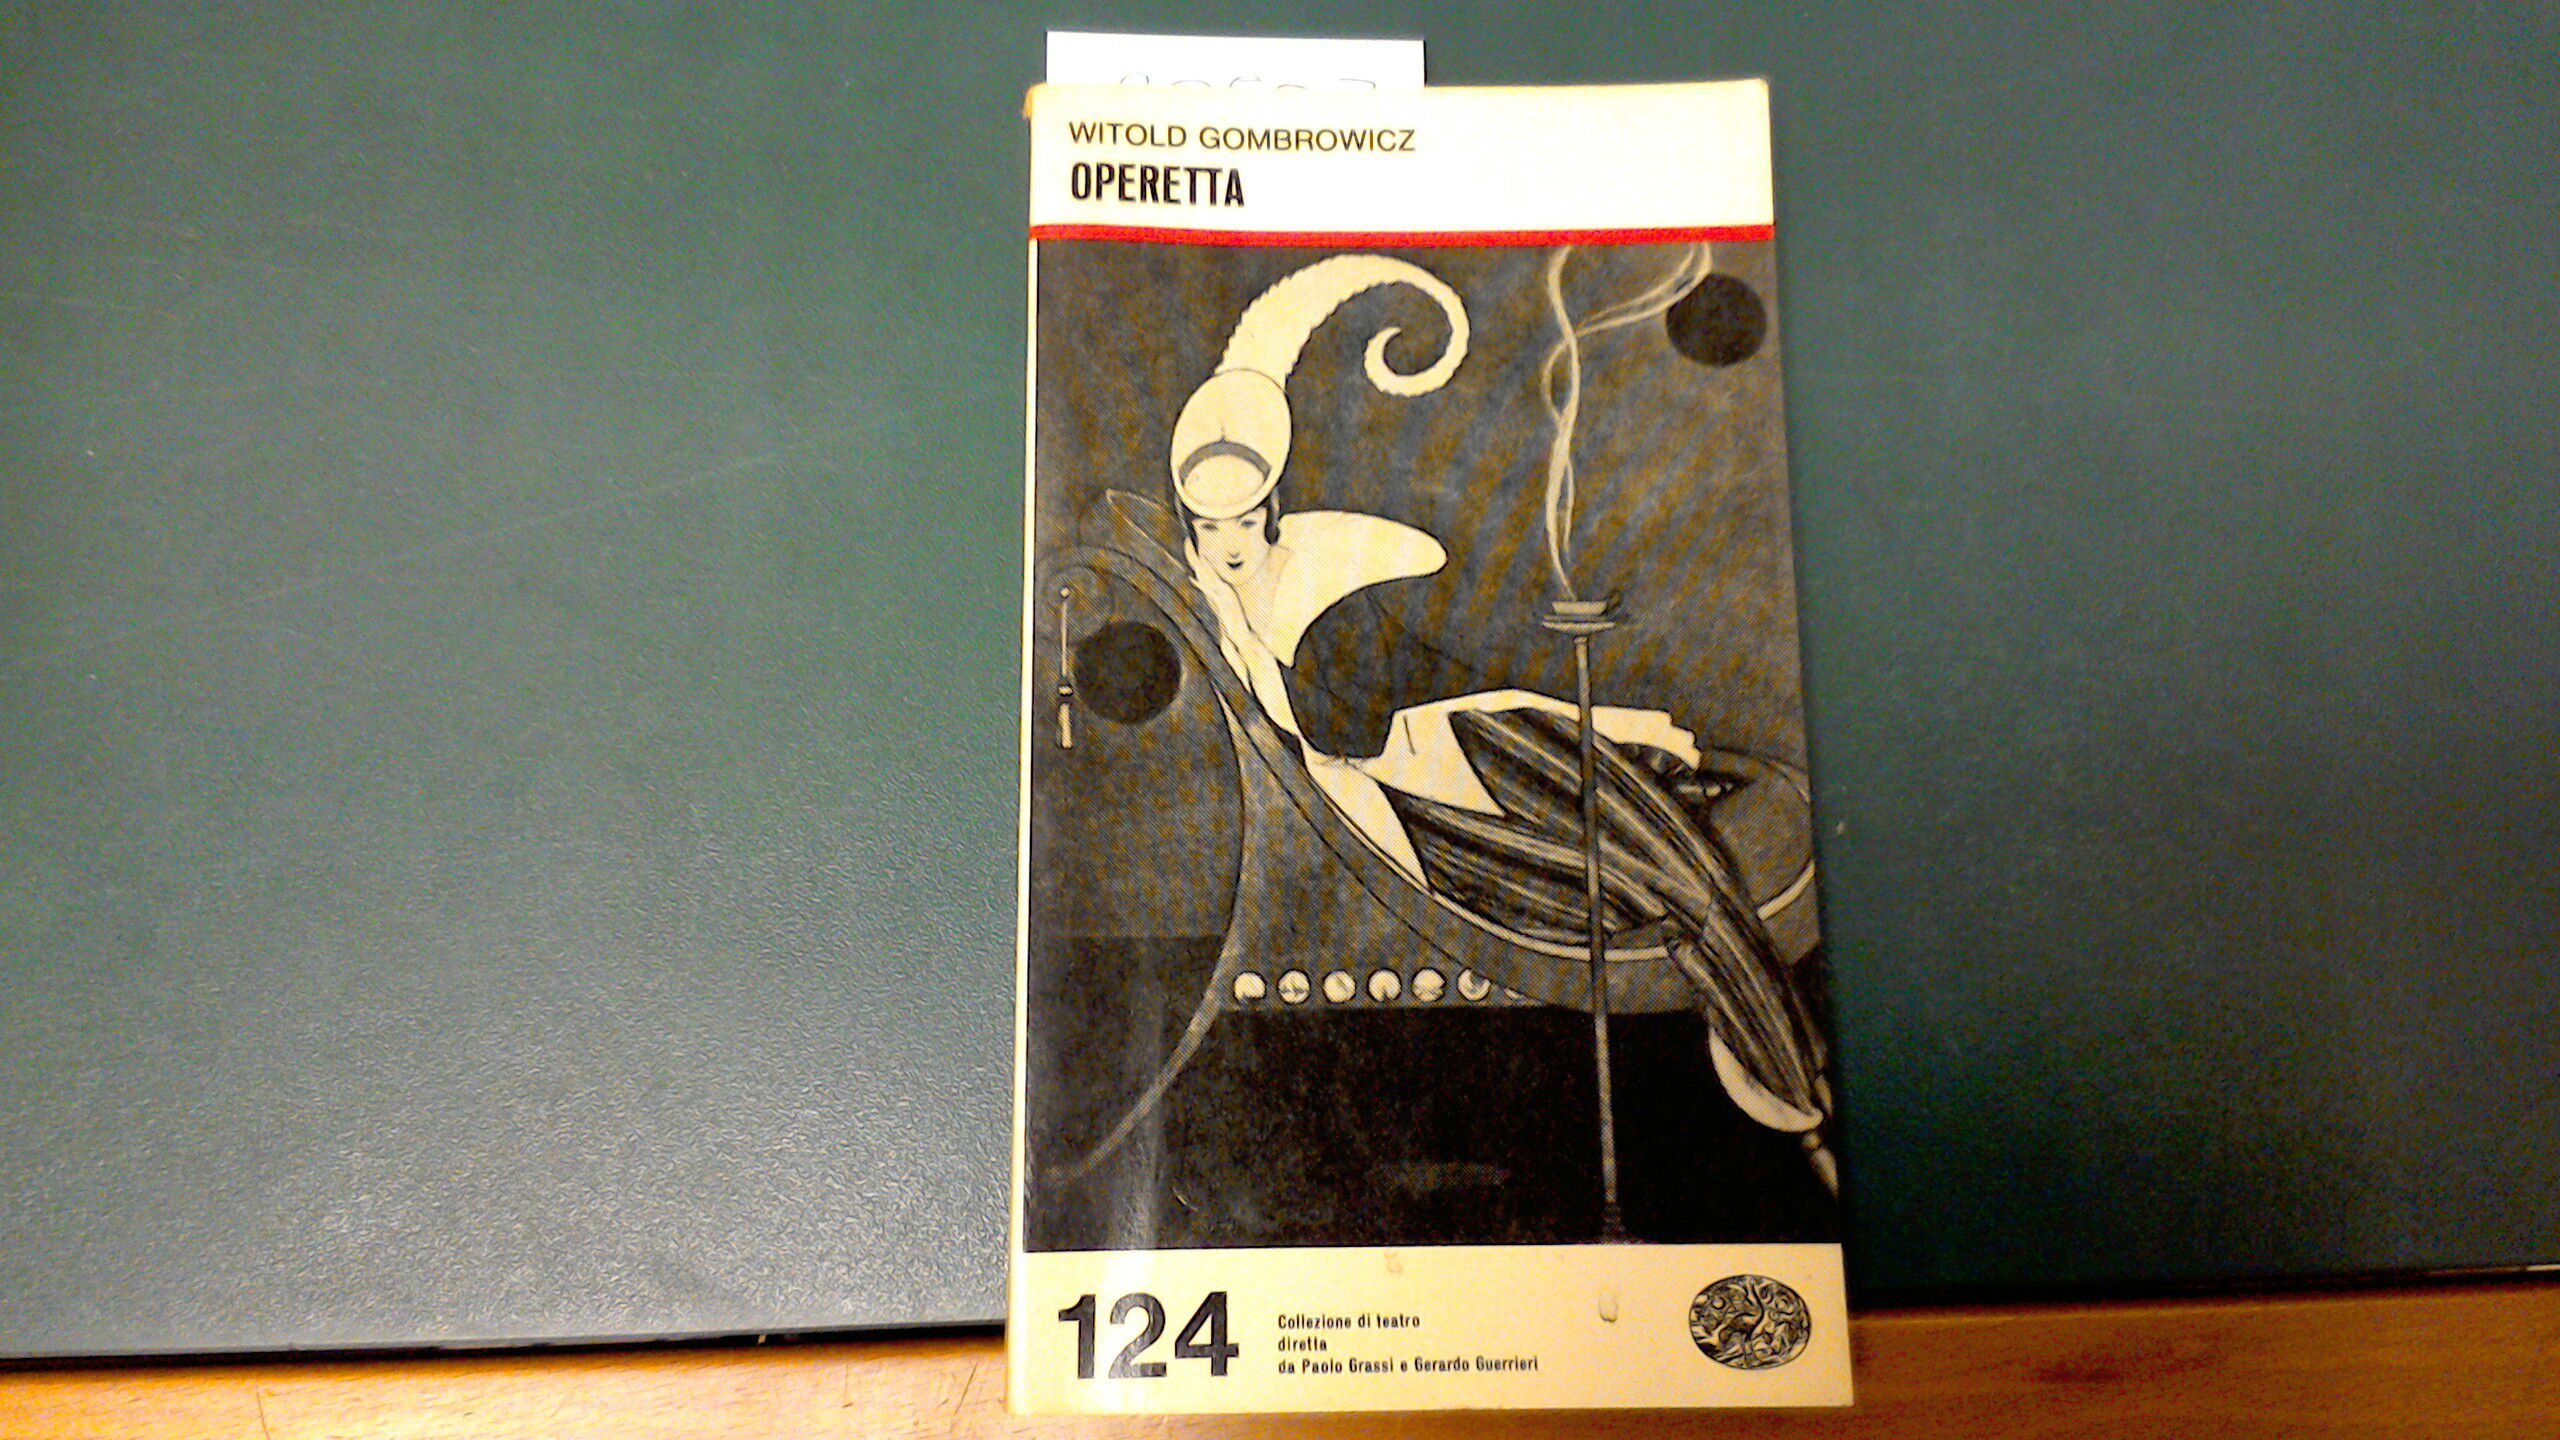 WITOLD GOMBROWICZ
OPERETTA
124
Collezione di teatro
diretta
da Paolo Grassi e Gerardo Guerrieri